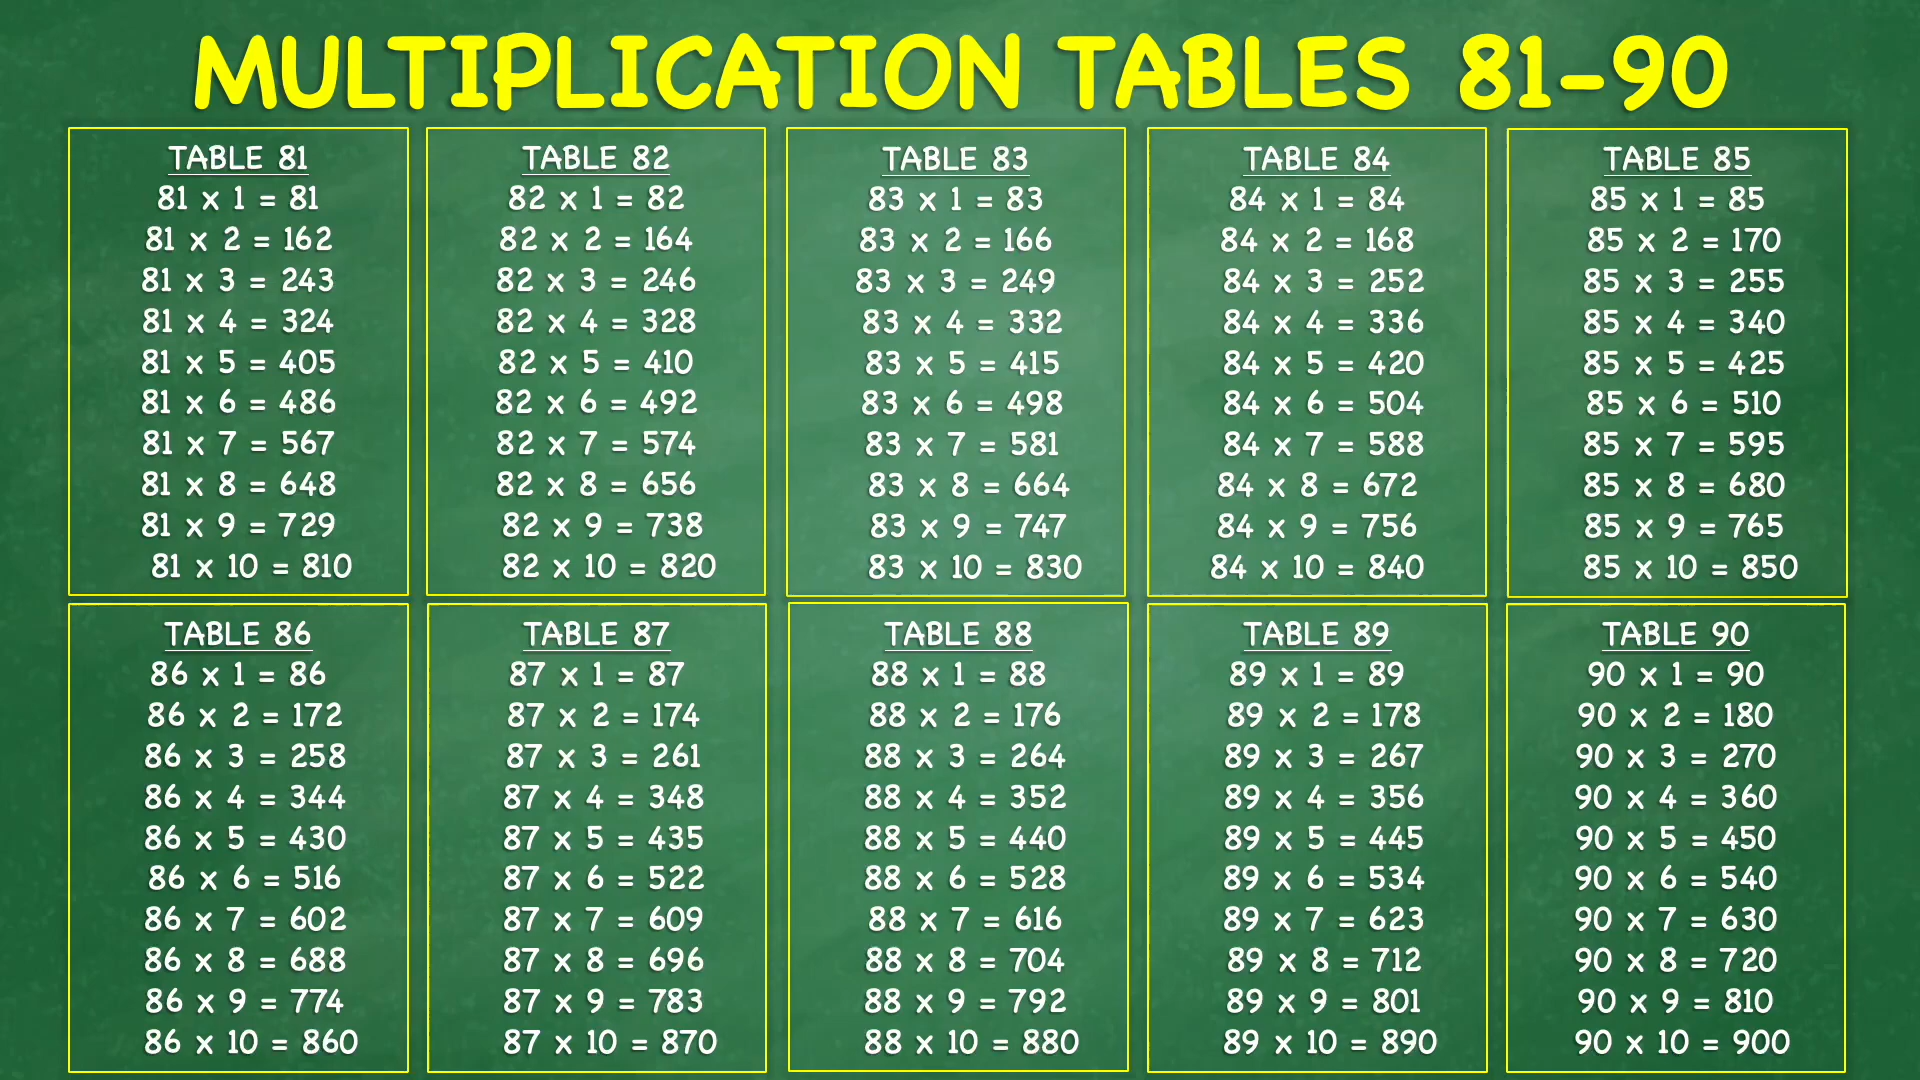 MULTIPLICATION TABLES 81-90
TABLE 81
81 x 1 = 81
81 x 2 = 162
81 x 3 = 243
81 x 4 = 324
81 x 5 = 405
81 x 6 = 486
81 x 7 = 567
81 x 8 = 648
81 x 9 = 729
81 x 10 = 810
TABLE 82
82 x 1 = 82
82 x 2 = 164
82 x 3 = 246
82 x 4 = 328
82 x 5 = 410
82 x 6 = 492
82 x 7 = 574
82 x 8 = 656
82 x 9 = 738
82 x 10 = 820
TABLE 83
83 x 1 = 83
83 x 2 = 166
83 x 3 = 249
83 x 4 = 332
83 x 5 = 415
83 x 6 = 498
83 x 7 = 581
83 x 8 = 664
83 x 9 = 747
83 x 10 = 830
TABLE 84
84 x 1 = 84
84 x 2 = 168
84 x 3 = 252
84 x 4 = 336
84 x 5 = 420
84 x 6 = 504
84 x 7 = 588
84 x 8 = 672
84 x 9 = 756
84 x 10 = 840
TABLE 85
85 x 1 = 85
85 x 2 = 170
85 x 3 = 255
85 x 4 = 340
85 x 5 = 425
85 x 6 = 510
85 x 7 = 595
85 x 8 = 680
85 x 9 = 765
85 x 10 = 850
TABLE 86
86 x 1 = 86
86 x 2 = 172
86 x 3 = 258
86 x 4 = 344
86 x 5 = 430
86 x 6 = 516
86 x 7 = 602
86 x 8 = 688
86 x 9 = 774
86 x 10 = 860
TABLE 87
87 x 1 = 87
87 x 2 = 174
87 x 3 = 261
87 x 4 = 348
87 x 5 = 435
87 x 6 = 522
87 x 7 = 609
87 x 8 = 696
87 x 9 = 783
87 x 10 = 870
TABLE 88
88 x 1 = 88
88 x 2 = 176
88 x 3 = 264
88 x 4 = 352
88 x 5 = 440
88 x 6 = 528
88 x 7 = 616
88 x 8 = 704
88 x 9 = 792
88 x 10 = 880
TABLE 89
89 x 1 = 89
89 x 2 = 178
89 x 3 = 267
89 x 4 = 356
89 x 5 = 445
89 x 6 = 534
89 x 7 = 623
89 x 8 = 712
89 x 9 = 801
89 x 10 = 890
TABLE 90
90 x 1 = 90
90 x 2 = 180
90 x 3 = 270
90 x 4 = 360
90 x 5 = 450
90 x 6 = 540
90 x 7 = 630
90 x 8 = 720
90 x 9 = 810
90 x 10 = 900